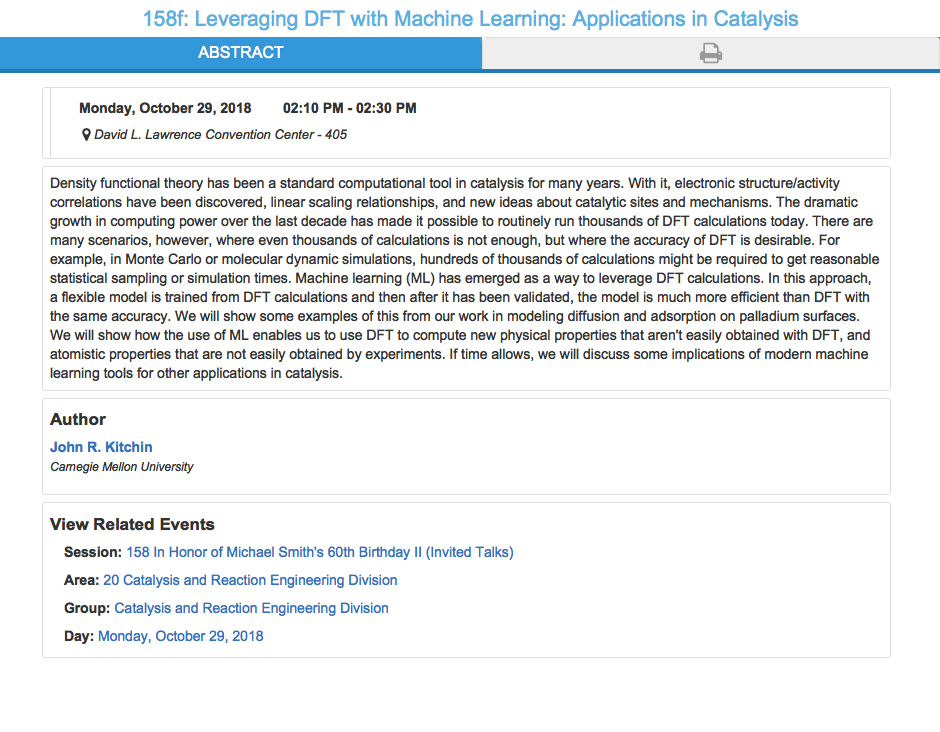 158f: Leveraging DFT with Machine Learning: Applications in Catalysis
ABSTRACT
Monday, October 29, 2018 02:10 PM - 02:30 PM
David L. Lawrence Convention Center - 405
Density functional theory has been a standard computational tool in catalysis for many years. With it, electronic structure/activity
correlations have been discovered, linear scaling relationships, and new ideas about catalytic sites and mechanisms. The dramatic
growth in computing power over the last decade has made it possible to routinely run thousands of DFT calculations today. There are
many scenarios, however, where even thousands of calculations is not enough, but where the accuracy of DFT is desirable. For
example, in Monte Carlo or molecular dynamic simulations, hundreds of thousands of calculations might be required to get reasonable
statistical sampling or simulation times. Machine learning (ML) has emerged as a way to leverage DFT calculations. In this approach,
a flexible model is trained from DFT calculations and then after it has been validated, the model is much more efficient than DFT with
the same accuracy. We will show some examples of this from our work in modeling diffusion and adsorption on palladium surfaces.
We will show how the use of ML enables us to use DFT to compute new physical properties that aren't easily obtained with DFT, and
atomistic properties that are not easily obtained by experiments. If time allows, we will discuss some implications of modern machine
learning tools for other applications in catalysis.
Author
John R. Kitchin
Carnegie Mellon University
View Related Events
Session: 158 In Honor of Michael Smith's 60th Birthday II (Invited Talks)
Area: 20 Catalysis and Reaction Engineering Division
Group: Catalysis and Reaction Engineering Division
Day: Monday, October 29, 2018